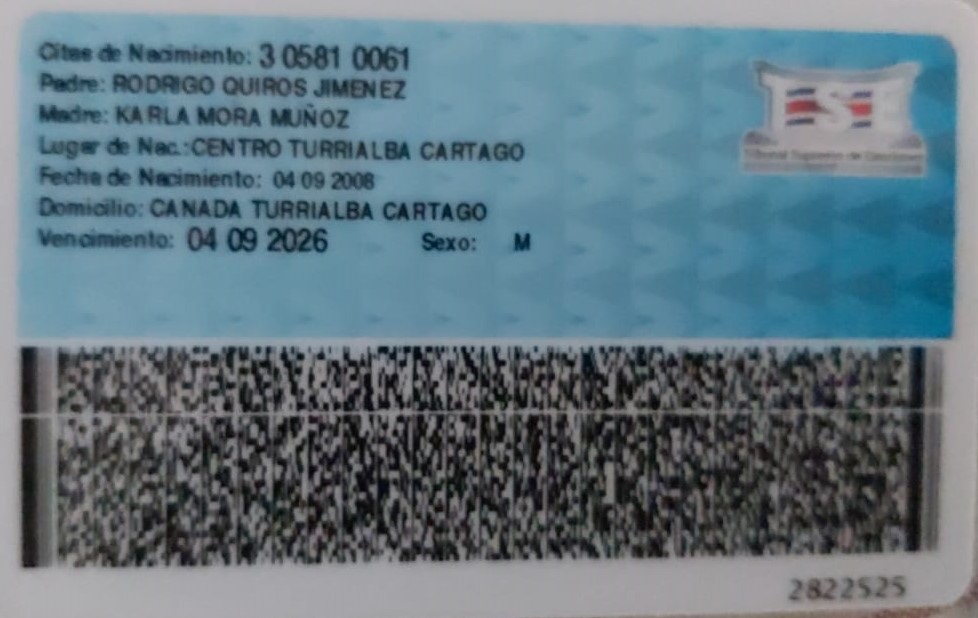 Citas de Nacimiento: 3 0581 0061
Padre: RODRIGO QUIROS JIMENEZ
Madre: KARLA MORA MUÑOZ
Lugar de Nac.: CENTRO TURRIALBA CARTAGO
Fecha de Nacimiento: 04 09 2008
Domicilio: CANADA TURRIALBA CARTAGO
Vencimiento: 04 09 2026 Sexo: M
TSE
Tribunal Supremo de Elecciones
2822525